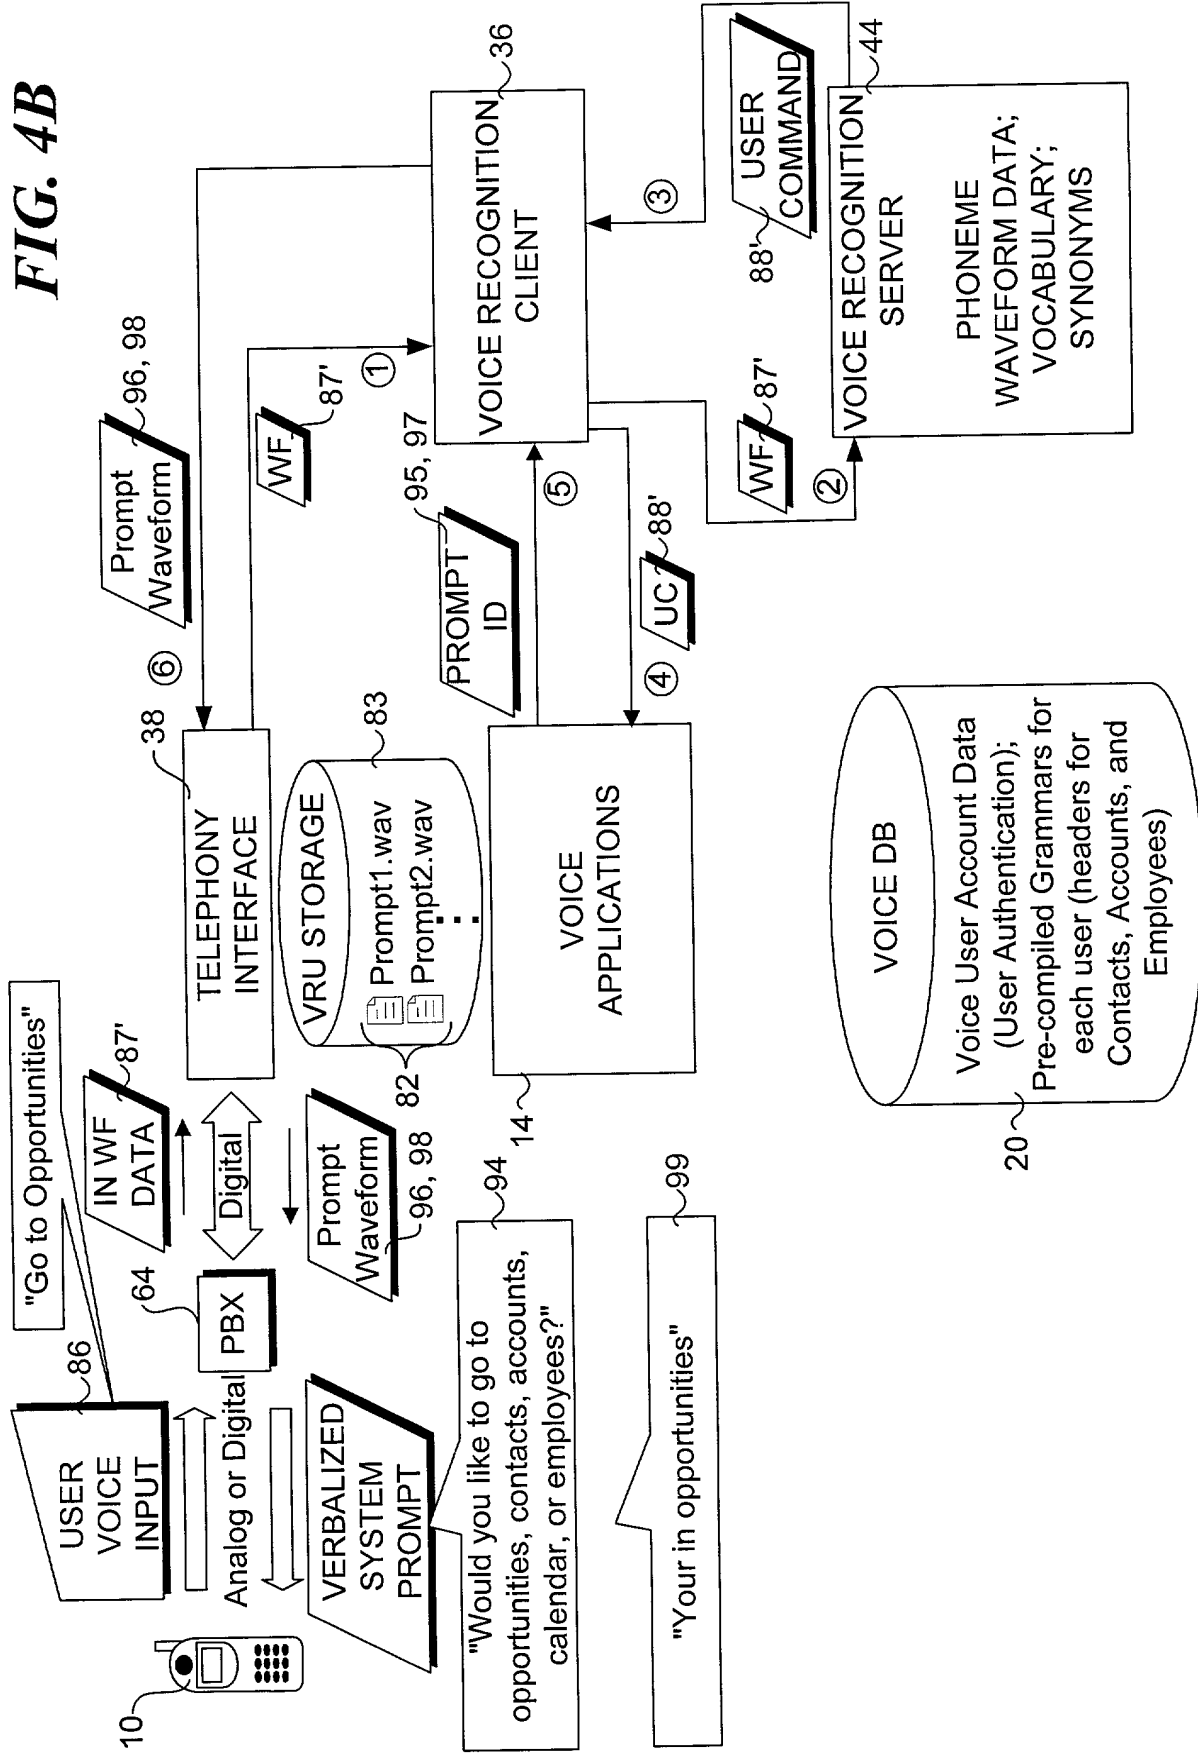 FIG. 4B
"Go to Opportunities"
86
USER
VOICE
INPUT
10
Analog or Digital
64
PBX
IN WF
DATA
87'
Digital
Prompt
Waveform
96, 98
VERBALIZED
SYSTEM
PROMPT
"Would you like to go to
opportunities, contacts, accounts,
calendar, or employees?"
94
"Your in opportunities"
99
38
TELEPHONY
INTERFACE
VRU STORAGE
83
Prompt1.wav
Prompt2.wav
82
VOICE
APPLICATIONS
14
6
Prompt
Waveform
96, 98
WF
87'
1
PROMPT
ID
95, 97
5
4
UC
88'
VOICE RECOGNITION
CLIENT
36
3
USER
COMMAND
88'
WF
87'
2
VOICE RECOGNITION
SERVER
44
PHONEME
WAVEFORM DATA;
VOCABULARY;
SYNONYMS
VOICE DB
Voice User Account Data
(User Authentication);
Pre-compiled Grammars for
each user (headers for
Contacts, Accounts, and
Employees)
20